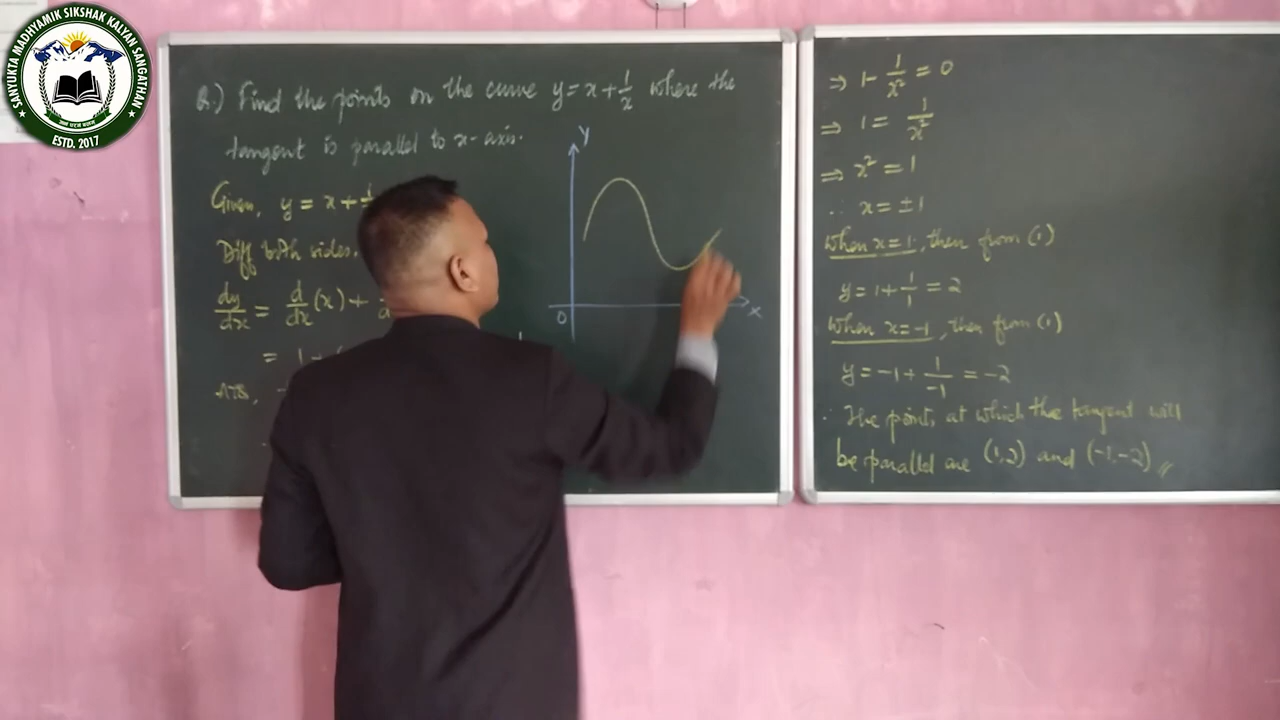 SANYUKTA MADHYAMIK SIKSHAK KALYAN SANGATHAN
ESTD. 2017
Q.) Find the points on the curve y = x + 1/x where the
tangent is parallel to x-axis.
Given, y = x + 1
Diff both sides.
dy/dx = d/dx (x) +
= 1 - (
Y
O
X
⇒ 1 - 1/x² = 0
⇒ 1 = 1/x²
⇒ x² = 1
∴ x = ±1
When x = 1, then from (1)
y = 1 + 1/1 = 2
When x = -1, then from (1)
y = -1 + 1/-1 = -2
∴ The points at which the tangent will
be parallel are (1,2) and (-1,-2) //